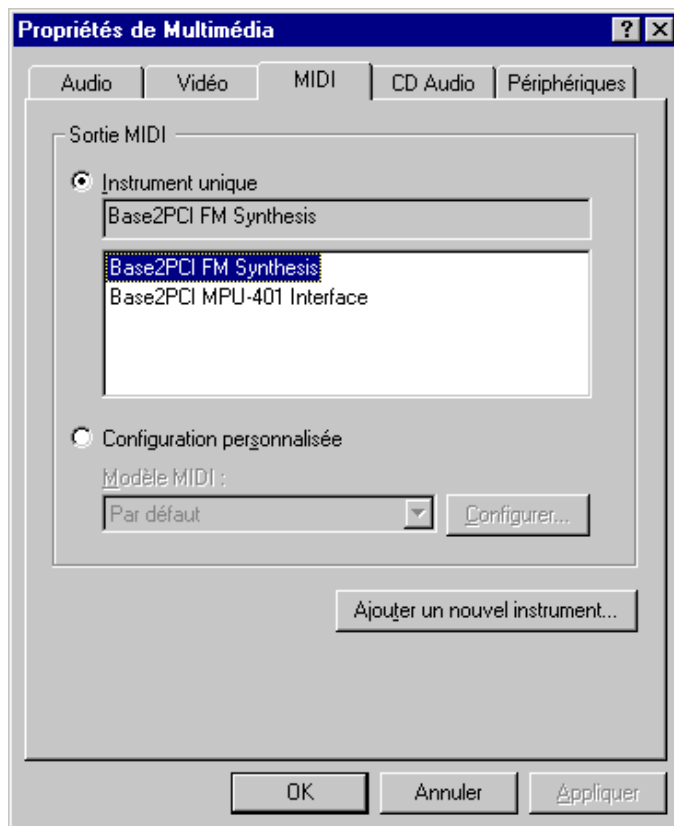 Propriétés de Multimédia
Audio Vidéo MIDI CD Audio Périphériques
Sortie MIDI
Instrument unique
Base2PCI FM Synthesis
Base2PCI FM Synthesis
Base2PCI MPU-401 Interface
Configuration personnalisée
Modèle MIDI :
Par défaut Configurer...
Ajouter un nouvel instrument...
OK Annuler Appliquer